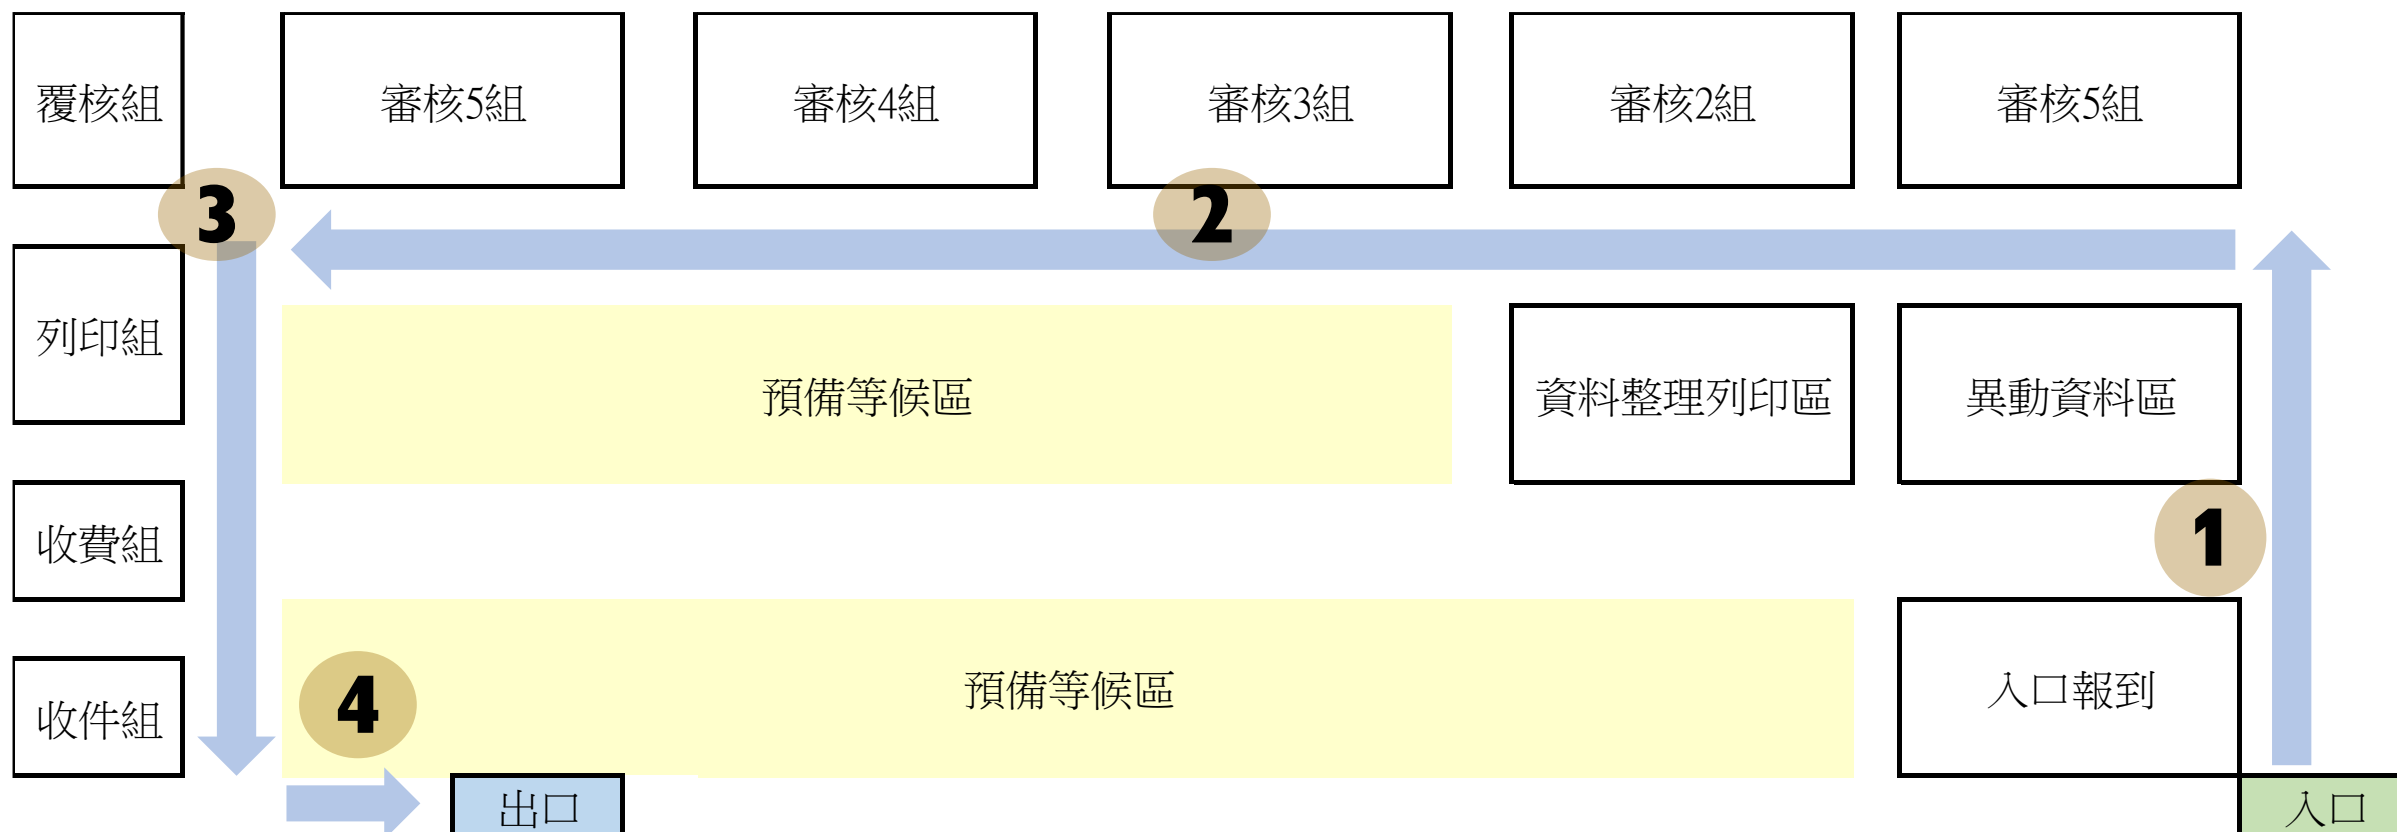 覆核組
審核5組
審核4組
審核3組
審核2組
審核5組
3
2
列印組
預備等候區
資料整理列印區
異動資料區
收費組
1
收件組
4
預備等候區
入口報到
出口
入口